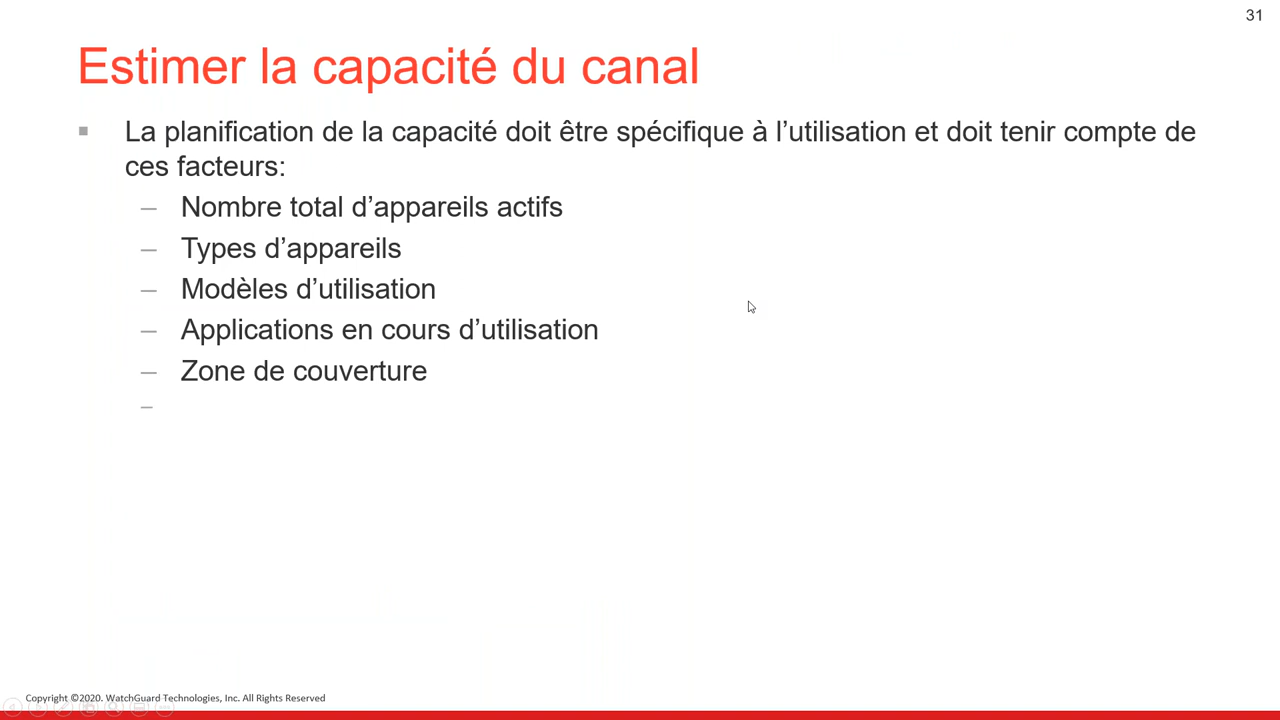 31
Estimer la capacité du canal
▪ La planification de la capacité doit être spécifique à l’utilisation et doit tenir compte de
ces facteurs:
– Nombre total d’appareils actifs
– Types d’appareils
– Modèles d’utilisation
– Applications en cours d’utilisation
– Zone de couverture
–
Copyright ©2020. WatchGuard Technologies, Inc. All Rights Reserved